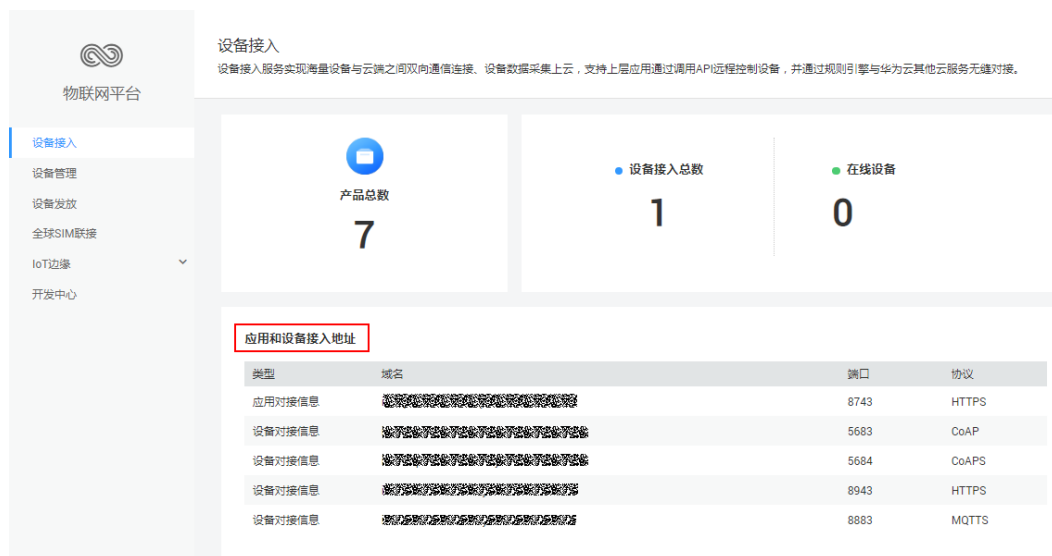 物联网平台
设备接入
设备管理
设备发放
全球SIM联接
IoT边缘
开发中心
设备接入
设备接入服务实现海量设备与云端之间双向通信连接、设备数据采集上云，支持上层应用通过调用API远程控制设备，并通过规则引擎与华为云其他云服务无缝对接。
产品总数
7
设备接入总数
1
在线设备
0
应用和设备接入地址
类型 域名 端口 协议
应用对接信息 8743 HTTPS
设备对接信息 5683 CoAP
设备对接信息 5684 CoAPS
设备对接信息 8943 HTTPS
设备对接信息 8883 MQTTS